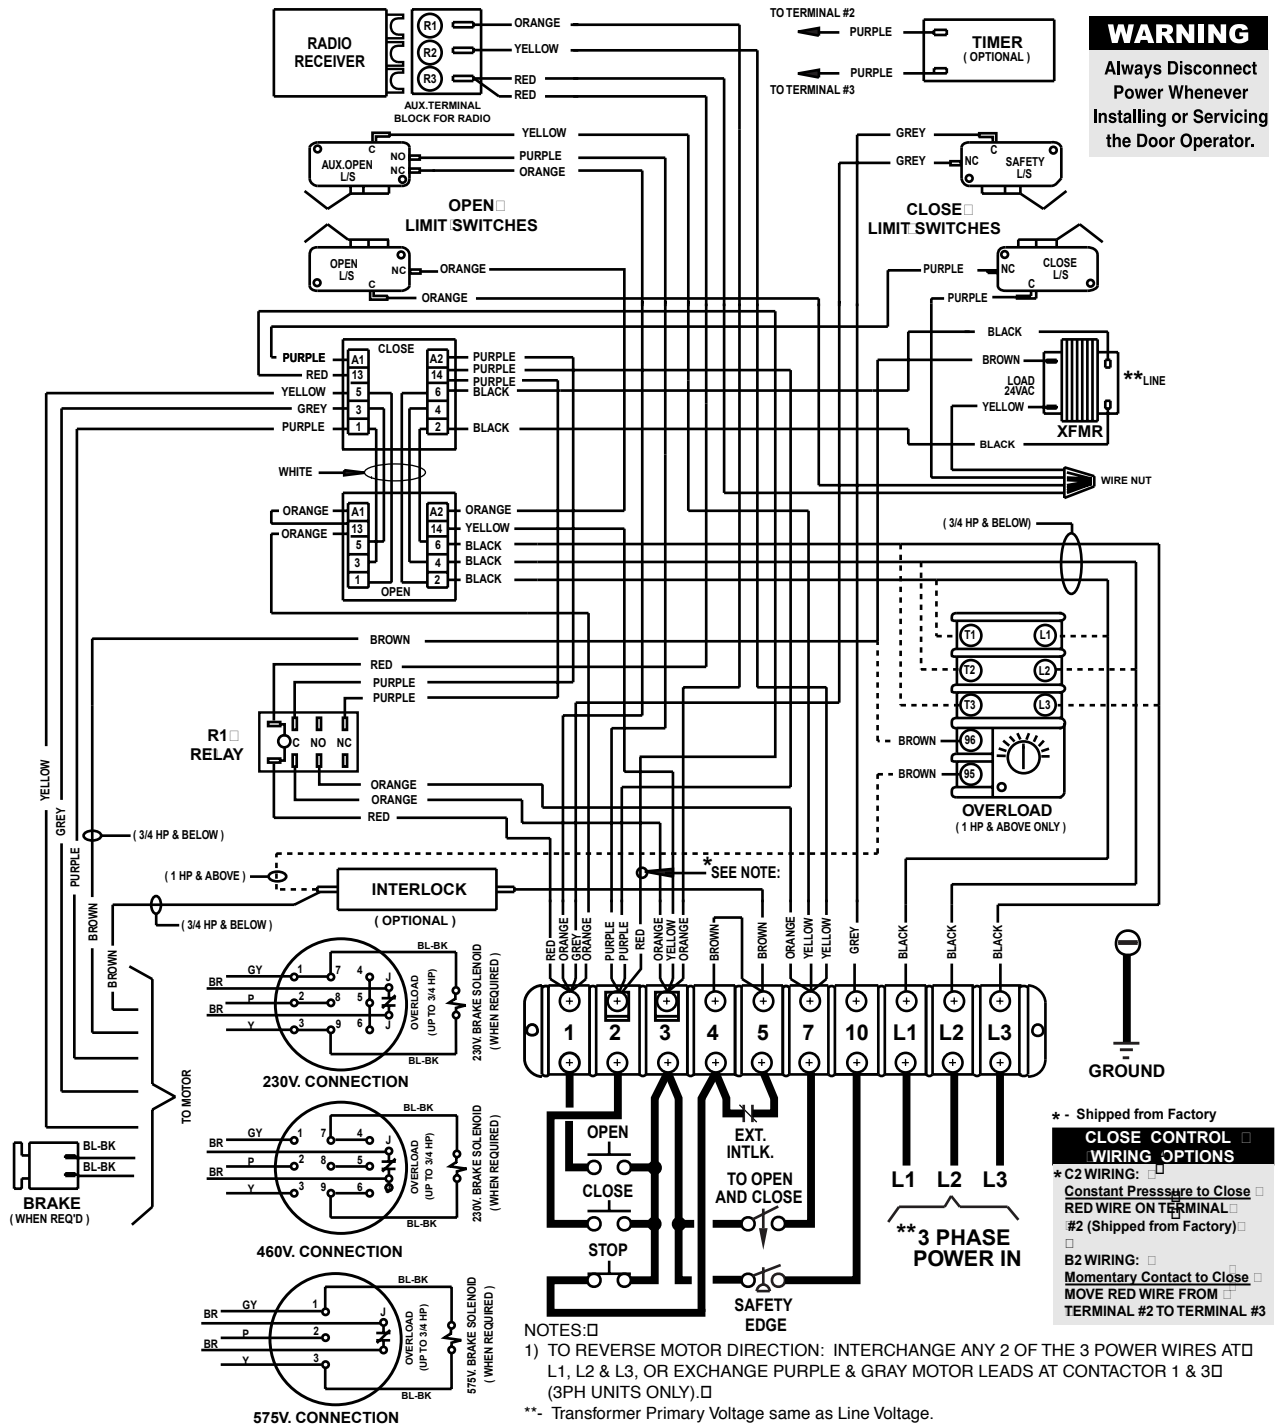 RADIO
RECEIVER
R1
R2
R3
AUX.TERMINAL
BLOCK FOR RADIO
ORANGE
YELLOW
RED
RED
TO TERMINAL #2
PURPLE
PURPLE
TO TERMINAL #3
TIMER
( OPTIONAL )
WARNING
Always Disconnect
Power Whenever
Installing or Servicing
the Door Operator.
C
NO
NC
AUX.OPEN
L/S
YELLOW
PURPLE
ORANGE
OPEN
LIMIT SWITCHES
OPEN
L/S
NC
C
ORANGE
ORANGE
GREY
GREY
C
NC
SAFETY
L/S
CLOSE
LIMIT SWITCHES
PURPLE
NC
CLOSE
L/S
C
PURPLE
BLACK
BROWN
LOAD
24VAC
YELLOW
**LINE
XFMR
BLACK
WIRE NUT
CLOSE
PURPLE
RED
YELLOW
GREY
PURPLE
A1
13
5
3
1
A2
14
6
4
2
PURPLE
PURPLE
PURPLE
BLACK
BLACK
WHITE
ORANGE
ORANGE
A1
13
5
3
1
A2
14
6
4
2
OPEN
ORANGE
YELLOW
BLACK
BLACK
BLACK
( 3/4 HP & BELOW)
BROWN
RED
PURPLE
PURPLE
R1
RELAY
C
NO
NC
ORANGE
ORANGE
RED
T1
L1
T2
L2
T3
L3
BROWN
96
BROWN
95
OVERLOAD
( 1 HP & ABOVE ONLY )
YELLOW
GREY
PURPLE
BROWN
BROWN
( 3/4 HP & BELOW )
( 1 HP & ABOVE )
( 3/4 HP & BELOW )
INTERLOCK
( OPTIONAL )
*SEE NOTE:
RED
ORANGE
GREY
ORANGE
PURPLE
PURPLE
RED
ORANGE
YELLOW
ORANGE
BROWN
BROWN
ORANGE
YELLOW
YELLOW
GREY
BLACK
BLACK
BLACK
1
2
3
4
5
7
10
L1
L2
L3
GROUND
TO MOTOR
GY
BR
P
BR
Y
1
7
4
2
8
5
3
9
6
J
J
BL-BK
BL-BK
OVERLOAD
(UP TO 3/4 HP)
230V. BRAKE SOLENOID
( WHEN REQUIRED )
230V. CONNECTION
GY
BR
P
BR
Y
1
7
4
2
8
5
3
9
6
J
J
BL-BK
BL-BK
OVERLOAD
(UP TO 3/4 HP)
230V. BRAKE SOLENOID
( WHEN REQUIRED )
460V. CONNECTION
GY
BR
P
BR
Y
1
2
3
J
J
BL-BK
BL-BK
OVERLOAD
(UP TO 3/4 HP)
575V. BRAKE SOLENOID
( WHEN REQUIRED )
575V. CONNECTION
BL-BK
BL-BK
BRAKE
( WHEN REQ'D )
OPEN
CLOSE
STOP
EXT.
INTLK.
TO OPEN
AND CLOSE
SAFETY
EDGE
L1
L2
L3
**3 PHASE
POWER IN
* - Shipped from Factory
CLOSE CONTROL
WIRING OPTIONS
* C2 WIRING:
Constant Presssure to Close
RED WIRE ON TERMINAL
#2 (Shipped from Factory)
B2 WIRING:
Momentary Contact to Close
MOVE RED WIRE FROM
TERMINAL #2 TO TERMINAL #3
NOTES:
1) TO REVERSE MOTOR DIRECTION: INTERCHANGE ANY 2 OF THE 3 POWER WIRES AT
L1, L2 & L3, OR EXCHANGE PURPLE & GRAY MOTOR LEADS AT CONTACTOR 1 & 3
(3PH UNITS ONLY).
**- Transformer Primary Voltage same as Line Voltage.